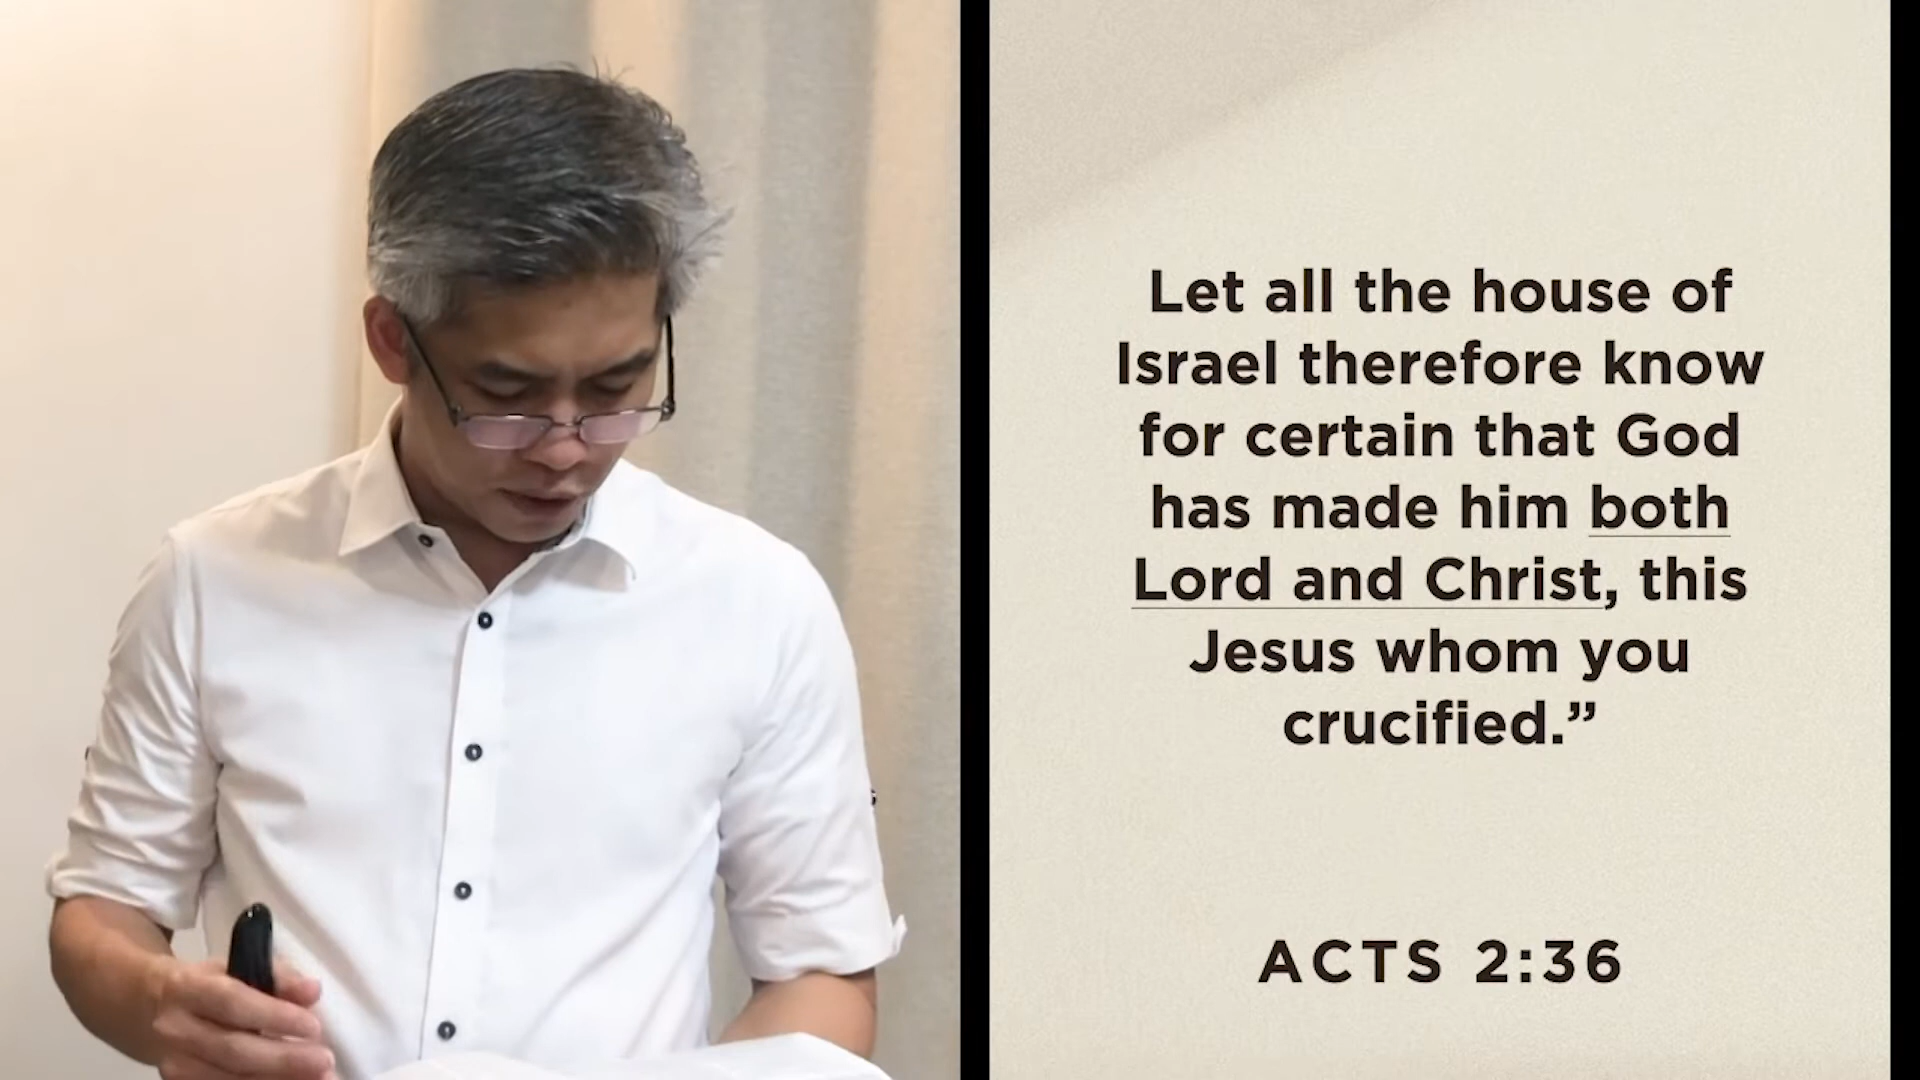 Let all the house of
Israel therefore know
for certain that God
has made him both
Lord and Christ, this
Jesus whom you
crucified.”
ACTS 2:36